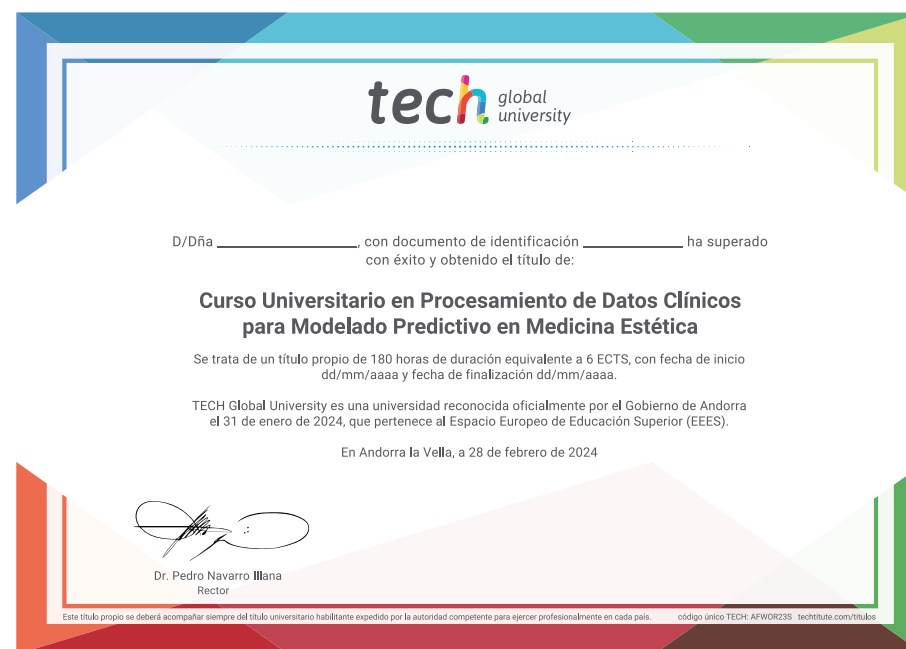 tech global university
D/Dña ____________, con documento de identificación ____________ ha superado
con éxito y obtenido el título de:
Curso Universitario en Procesamiento de Datos Clínicos
para Modelado Predictivo en Medicina Estética
Se trata de un título propio de 180 horas de duración equivalente a 6 ECTS, con fecha de inicio
dd/mm/aaaa y fecha de finalización dd/mm/aaaa.
TECH Global University es una universidad reconocida oficialmente por el Gobierno de Andorra
el 31 de enero de 2024, que pertenece al Espacio Europeo de Educación Superior (EEES).
En Andorra la Vella, a 28 de febrero de 2024
Dr. Pedro Navarro Illana
Rector
Este título propio se deberá acompañar siempre del título universitario habilitante expedido por la autoridad competente para ejercer profesionalmente en cada país. código único TECH: AFWOR23S techtitute.com/titulos